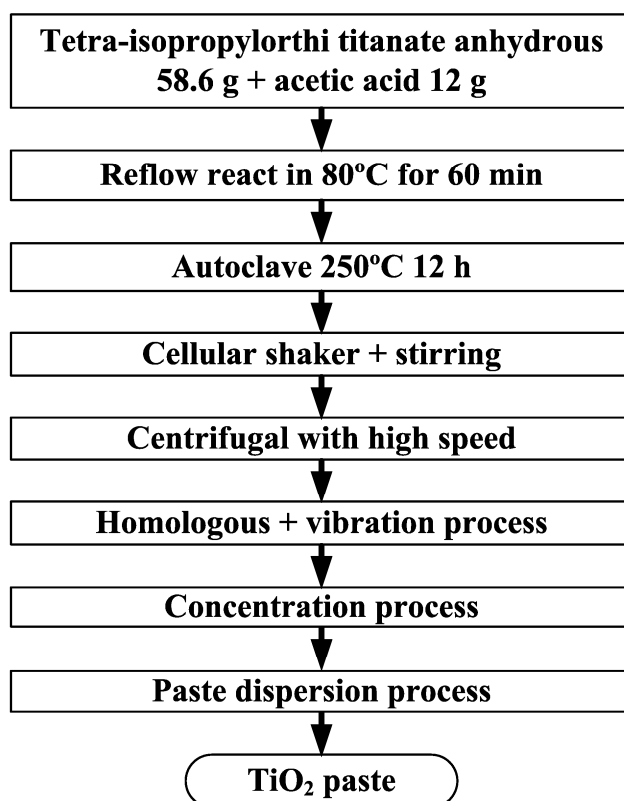 Tetra-isopropylorthi titanate anhydrous
58.6 g + acetic acid 12 g
Reflow react in 80ºC for 60 min
Autoclave 250ºC 12 h
Cellular shaker + stirring
Centrifugal with high speed
Homologous + vibration process
Concentration process
Paste dispersion process
TiO₂ paste